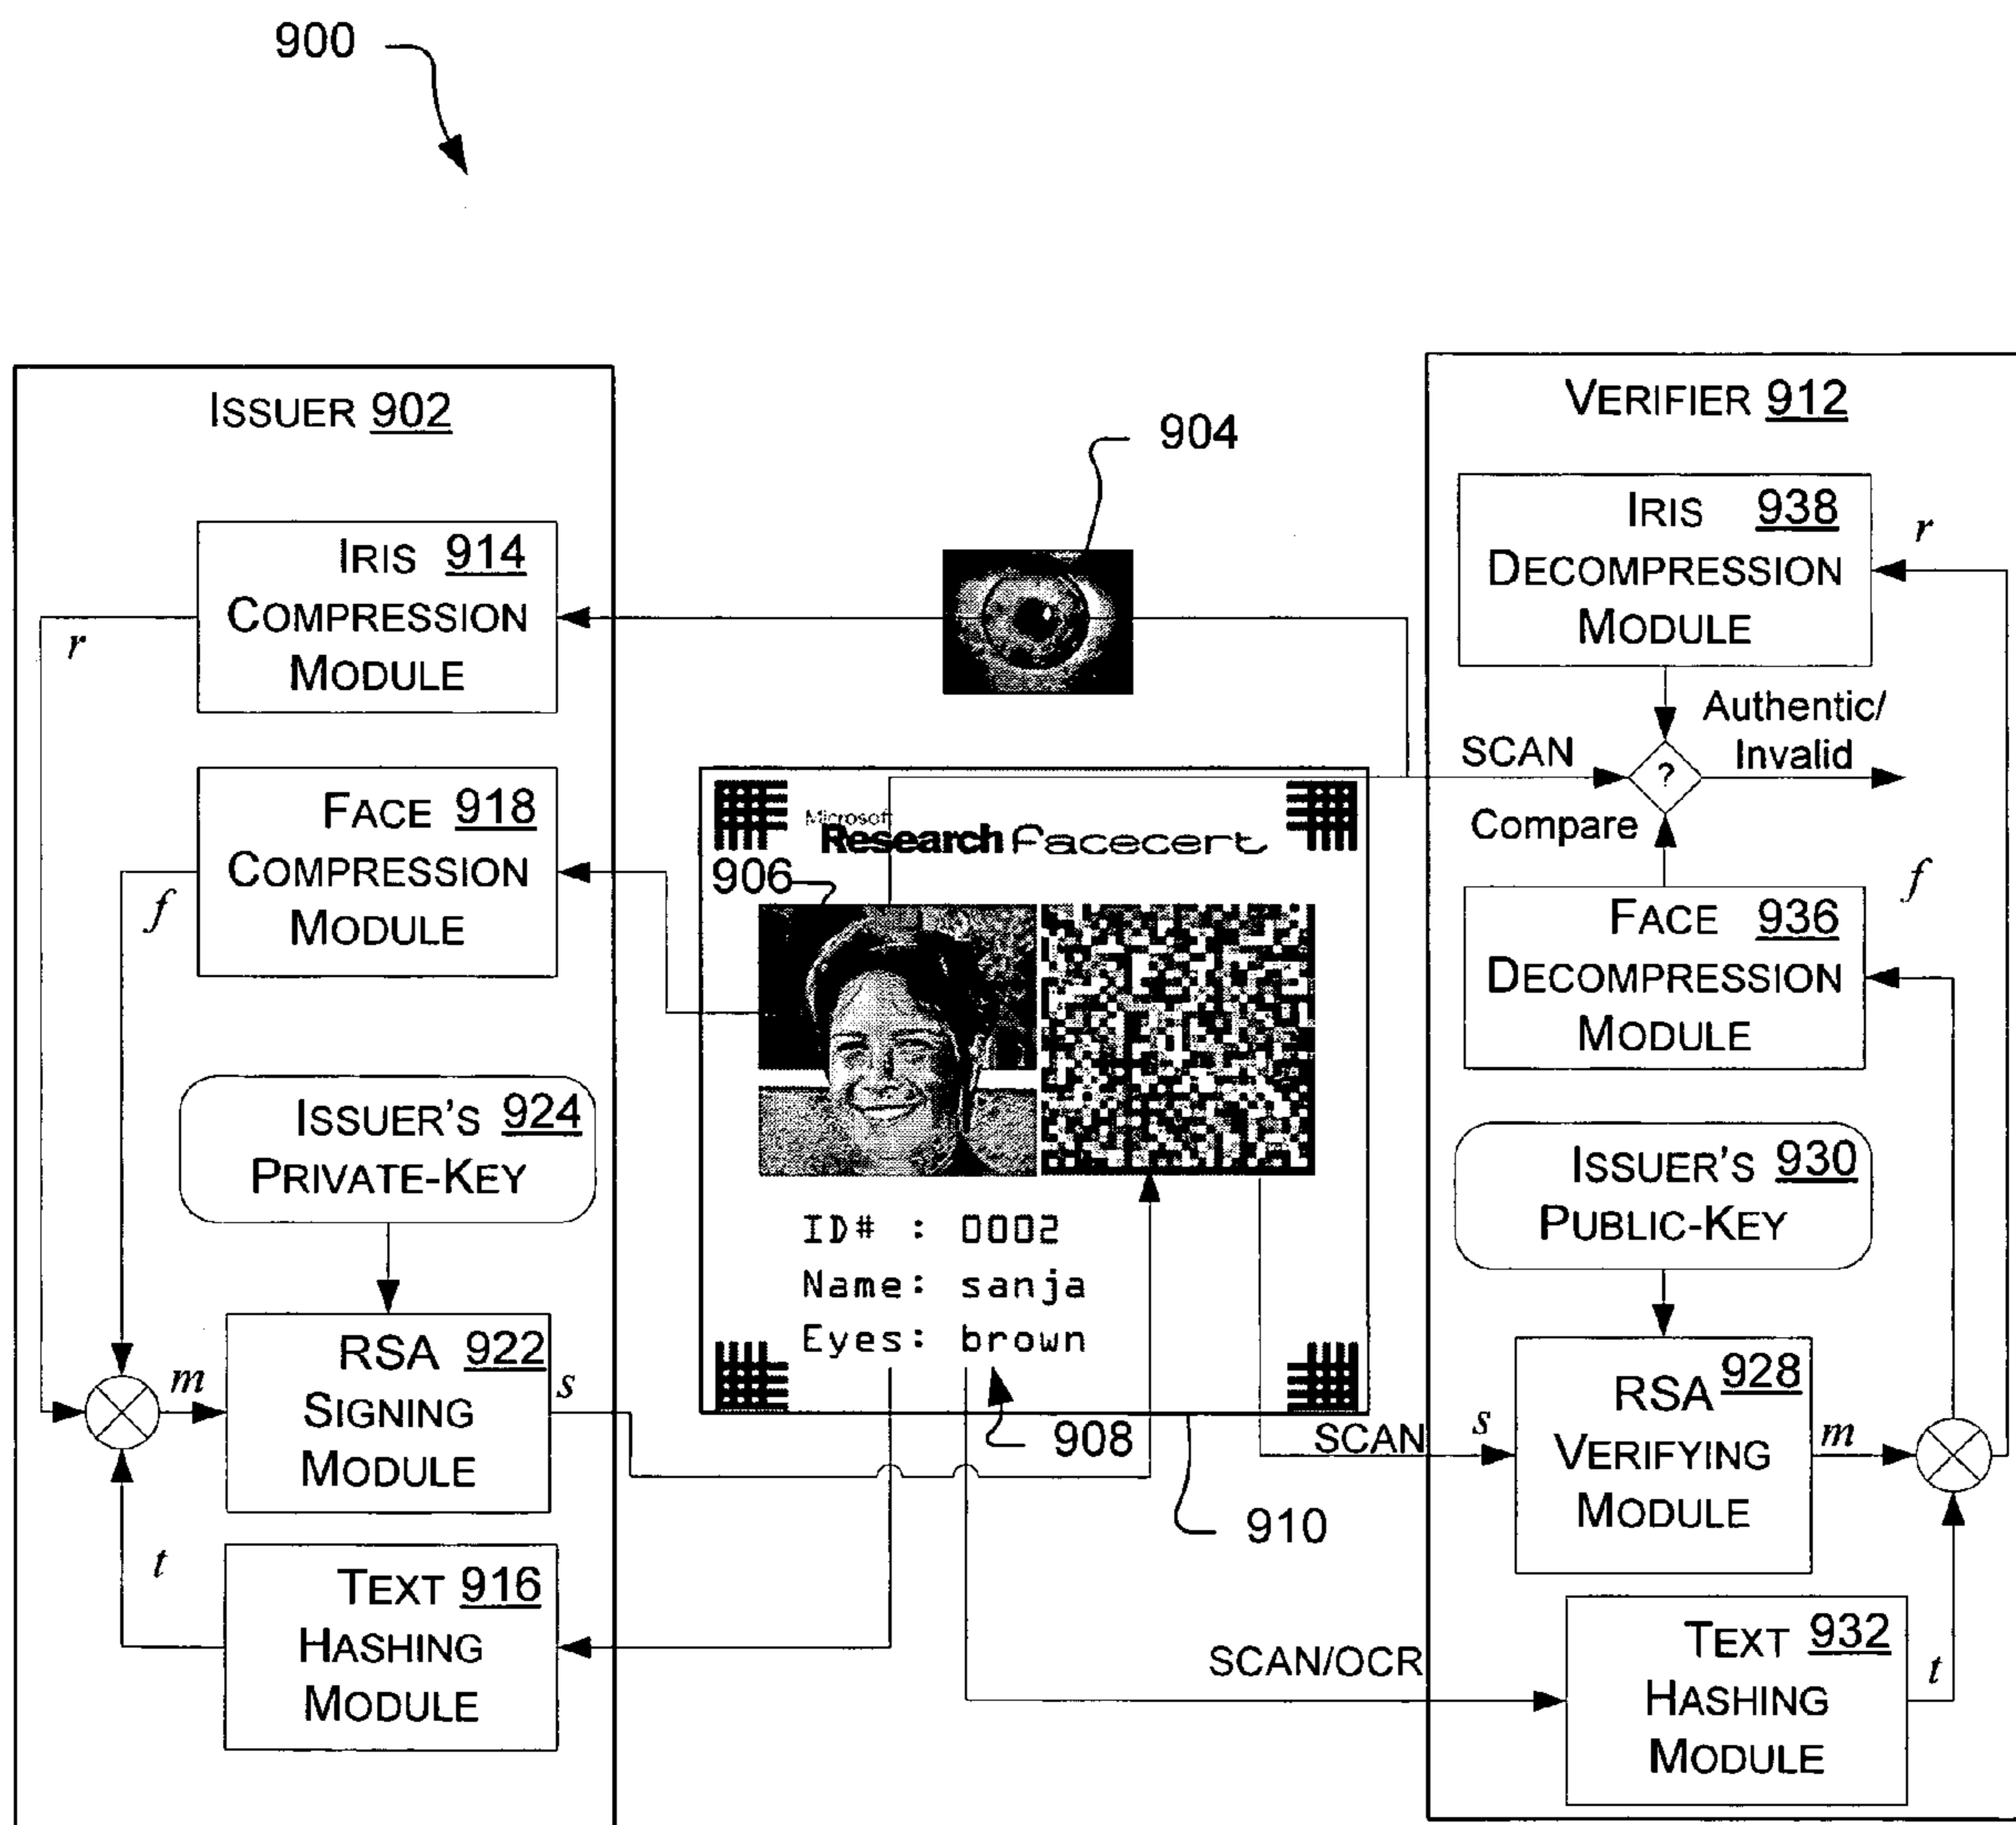 900
ISSUER 902
IRIS 914
COMPRESSION
MODULE
r
FACE 918
COMPRESSION
MODULE
f
ISSUER'S 924
PRIVATE-KEY
m
RSA 922
SIGNING
MODULE
s
t
TEXT 916
HASHING
MODULE
904
Microsoft
Research Facecert
906
ID# : 0002
Name: sanja
Eyes: brown
908
910
SCAN
SCAN/OCR
VERIFIER 912
IRIS 938
DECOMPRESSION
MODULE
r
SCAN
?
Authentic/
Invalid
Compare
FACE 936
DECOMPRESSION
MODULE
f
ISSUER'S 930
PUBLIC-KEY
s
RSA 928
VERIFYING
MODULE
m
TEXT 932
HASHING
MODULE
t